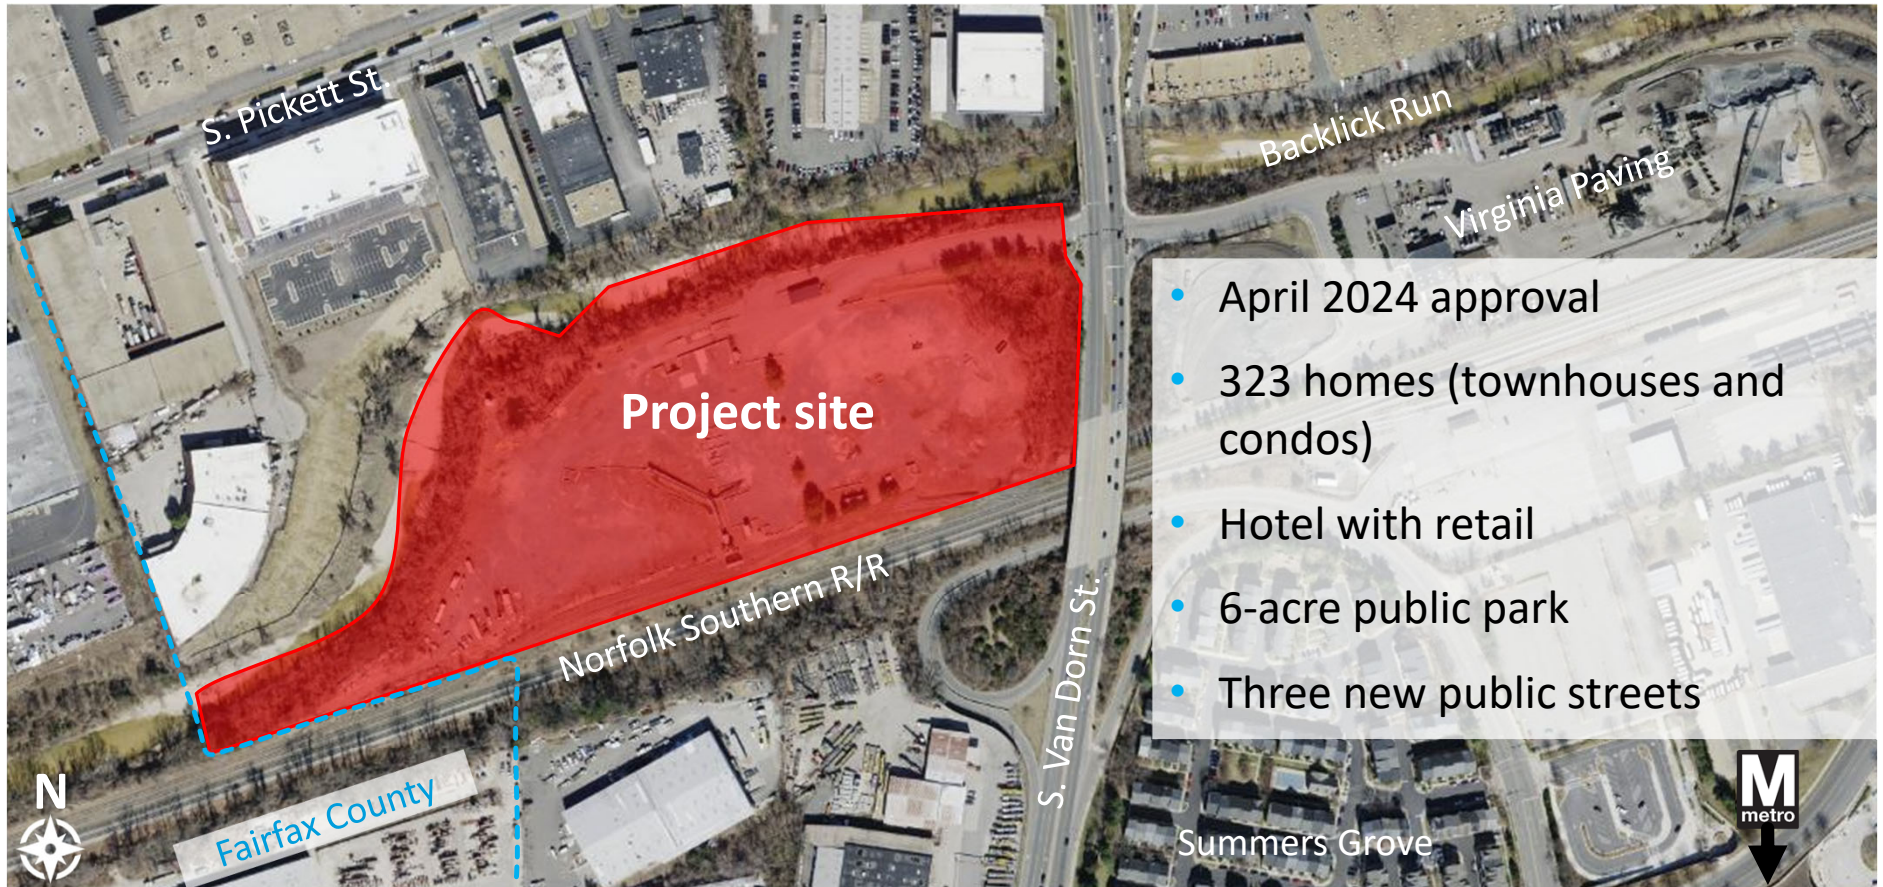 S. Pickett St.
Backlick Run
Virginia Paving
Project site
• April 2024 approval
• 323 homes (townhouses and
condos)
• Hotel with retail
• 6-acre public park
• Three new public streets
Norfolk Southern R/R
S. Van Dorn St.
N
Fairfax County
Summers Grove
M
metro